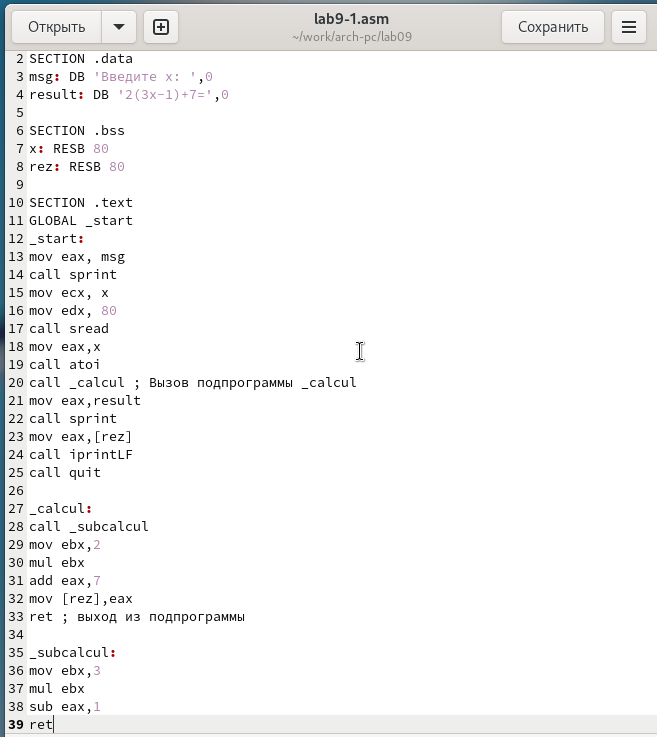 Открыть
lab9-1.asm
~/work/arch-pc/lab09
Сохранить
2 SECTION .data
3 msg: DB 'Введите x: ',0
4 result: DB '2(3x-1)+7=',0
5
6 SECTION .bss
7 x: RESB 80
8 rez: RESB 80
9
10 SECTION .text
11 GLOBAL _start
12 _start:
13 mov eax, msg
14 call sprint
15 mov ecx, x
16 mov edx, 80
17 call sread
18 mov eax,x
19 call atoi
20 call _calcul ; Вызов подпрограммы _calcul
21 mov eax,result
22 call sprint
23 mov eax,[rez]
24 call iprintLF
25 call quit
26
27 _calcul:
28 call _subcalcul
29 mov ebx,2
30 mul ebx
31 add eax,7
32 mov [rez],eax
33 ret ; выход из подпрограммы
34
35 _subcalcul:
36 mov ebx,3
37 mul ebx
38 sub eax,1
39 ret